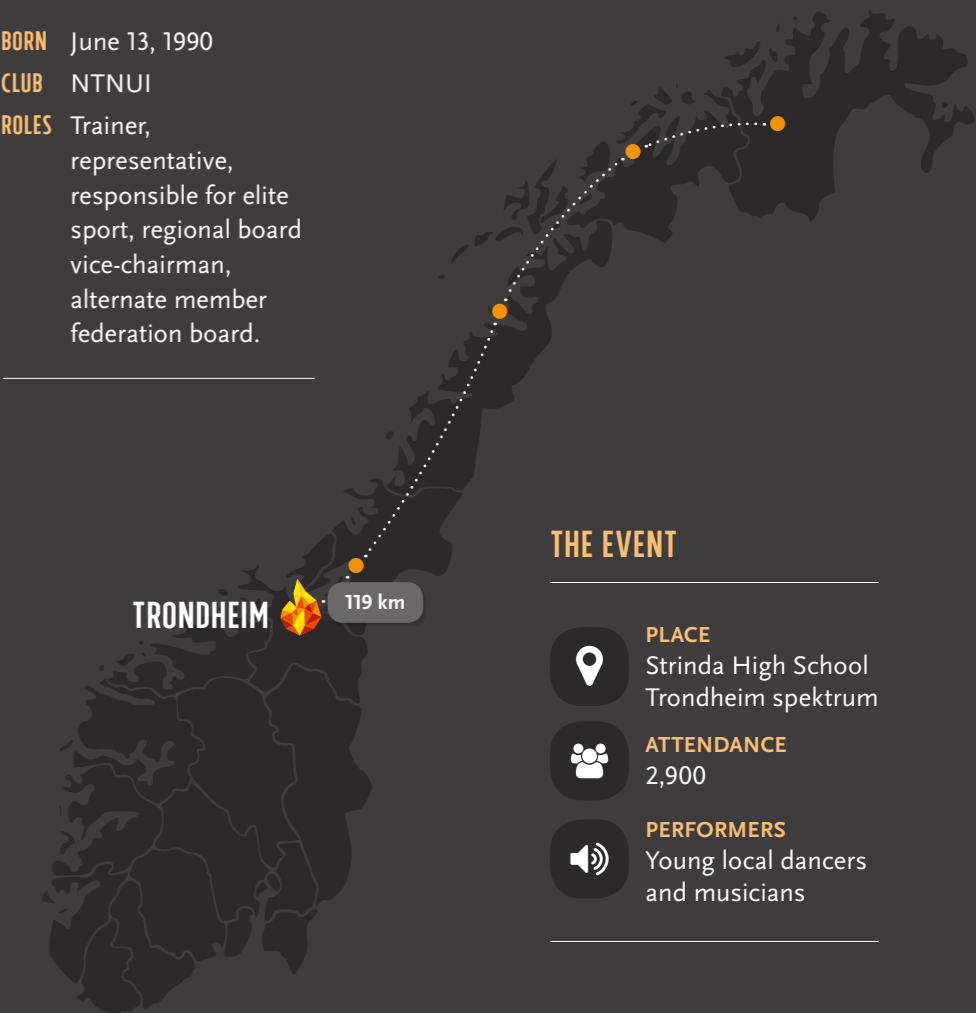 BORN June 13, 1990
CLUB NTNUI
ROLES Trainer,
representative,
responsible for elite
sport, regional board
vice-chairman,
alternate member
federation board.
TRONDHEIM
119 km
THE EVENT
PLACE
Strinda High School
Trondheim spektrum
ATTENDANCE
2,900
PERFORMERS
Young local dancers
and musicians